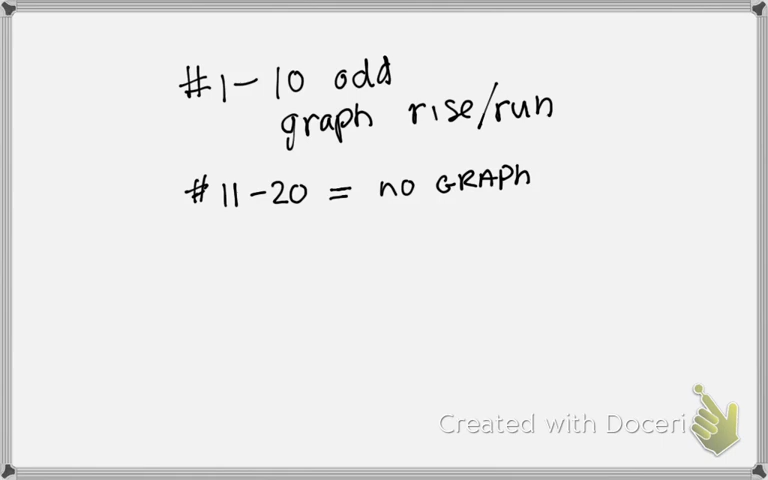 #1-10 odd
graph rise/run
#11-20 = no GRAPh
Created with Doceri